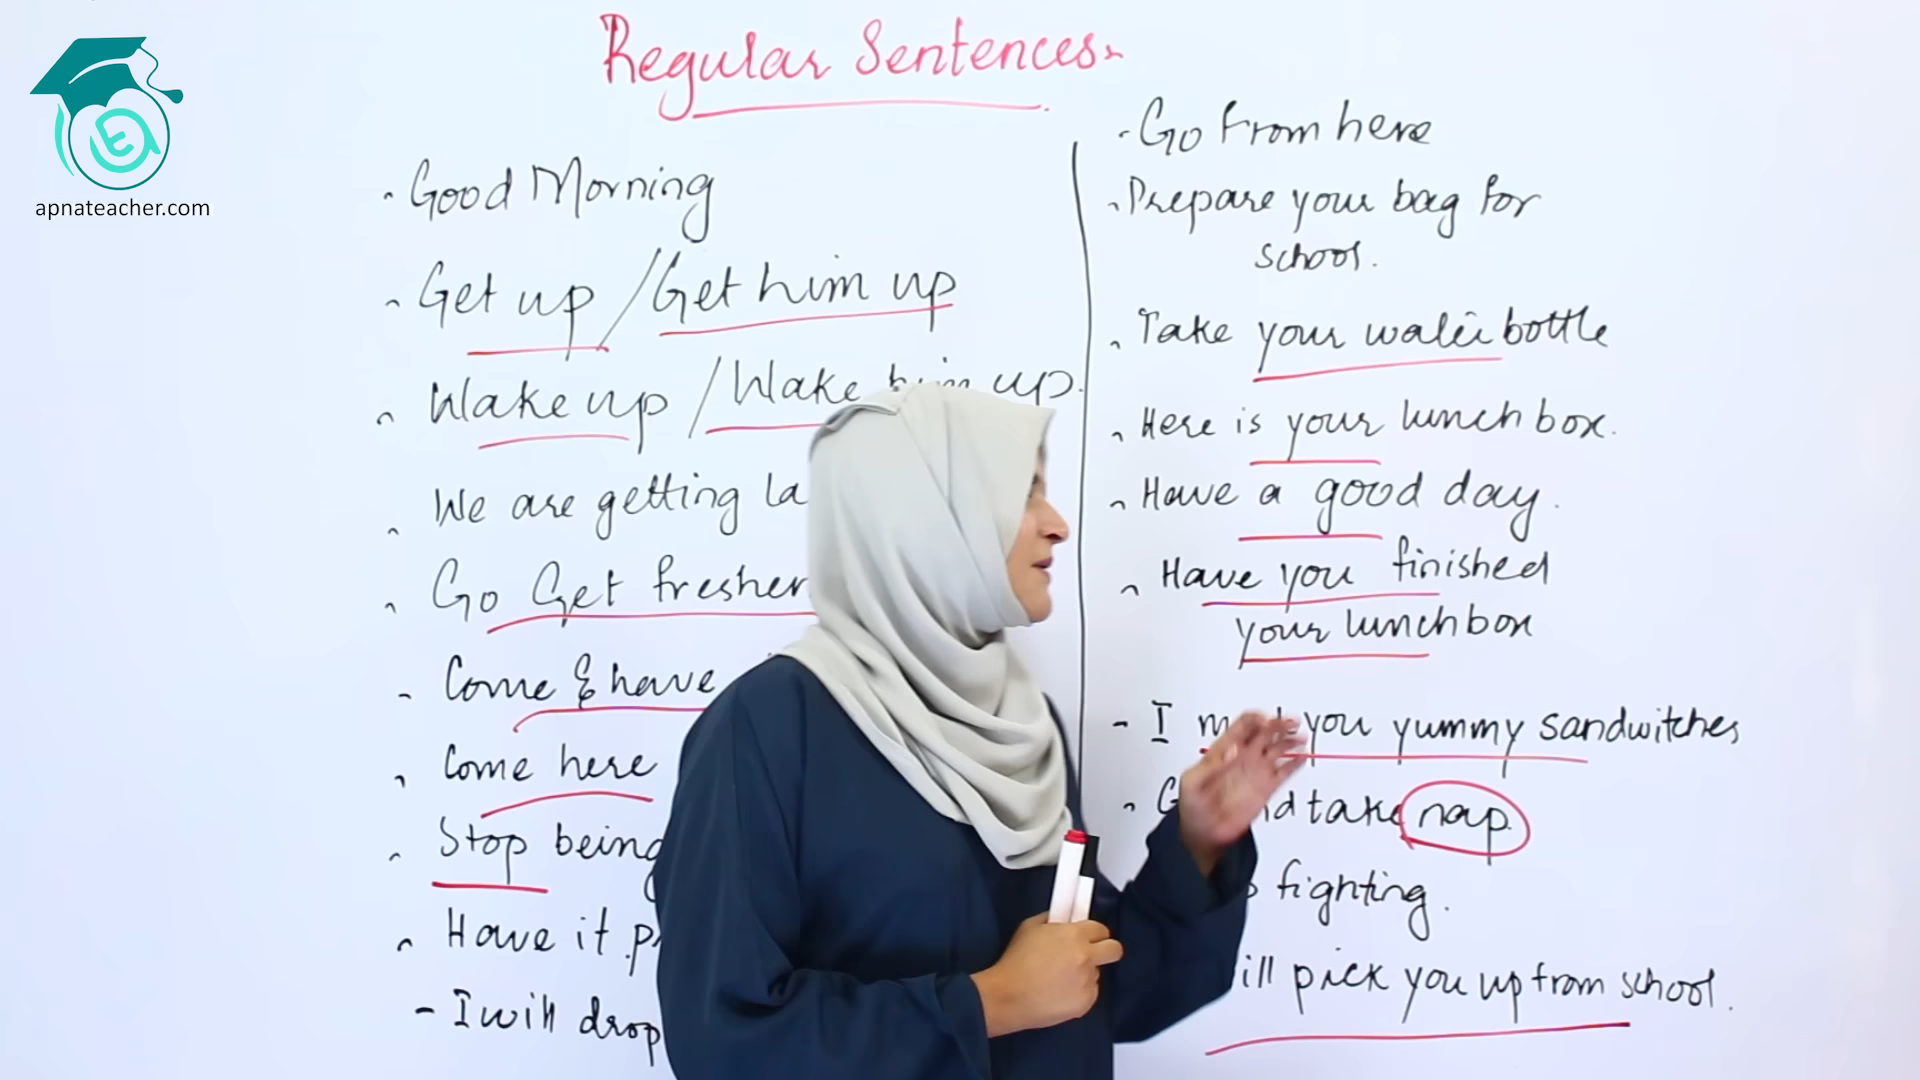 apnateacher.com
Regular Sentences
Good Morning
Get up / Get him up
Wake up / Wake him up.
We are getting
Go Get fresher
Come & have
Come here
Stop being
Have it
I will drop
Go From here
Prepare your bag for
school.
Take your water bottle
Here is your lunch box.
Have a good day.
Have you finished
your lunch box
I you yummy sandwitches
take nap
fighting.
pick you up from school.